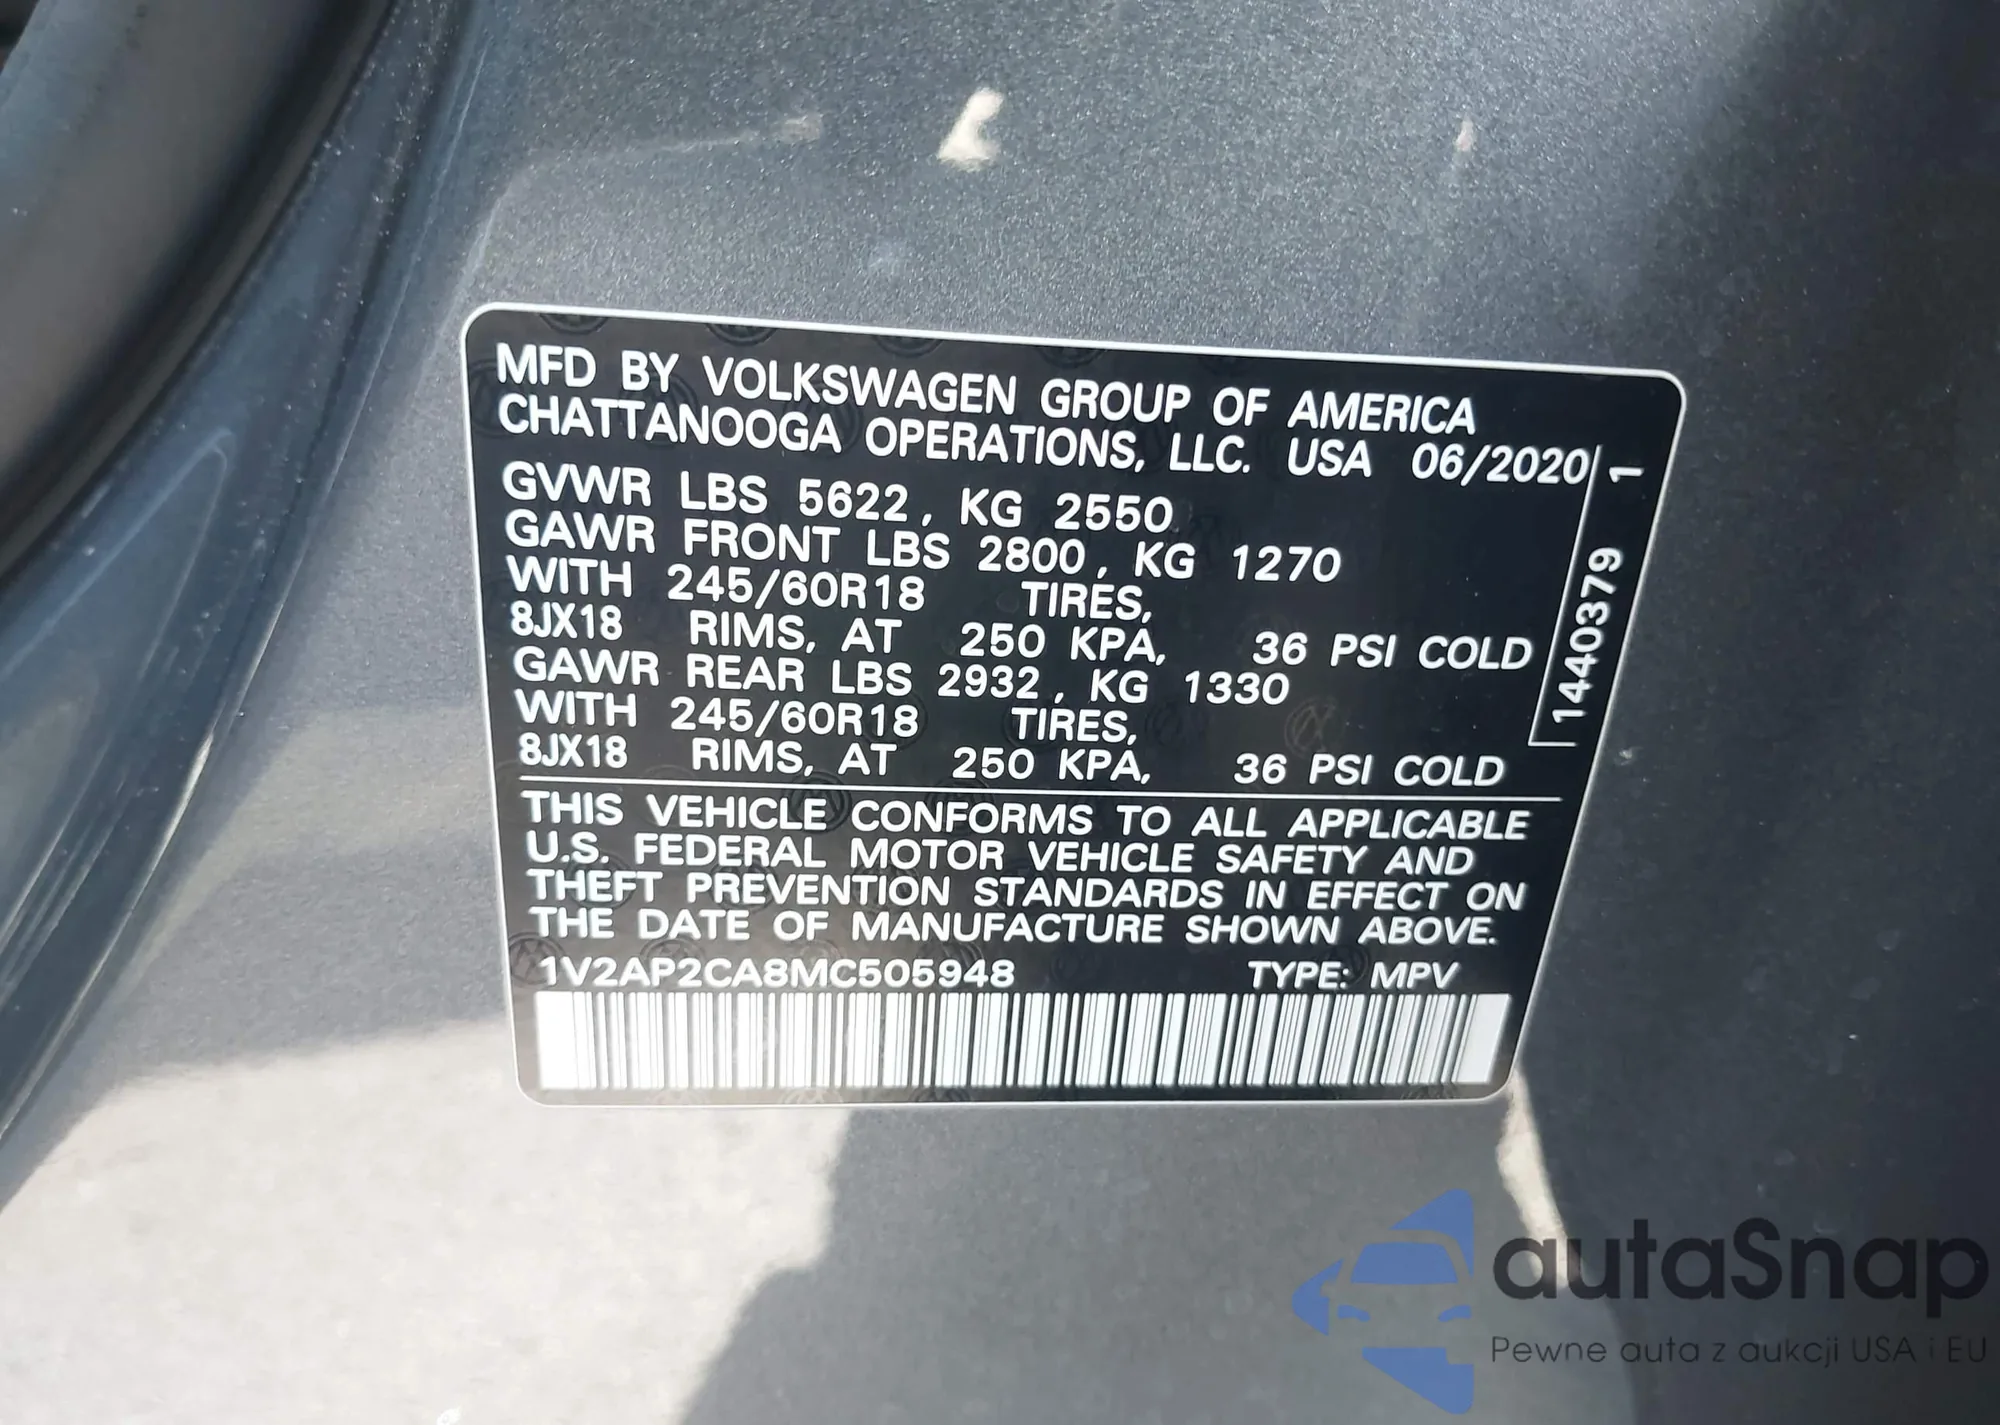 MFD BY VOLKSWAGEN GROUP OF AMERICA
CHATTANOOGA OPERATIONS, LLC. USA 06/2020
GVWR LBS 5622, KG 2550
GAWR FRONT LBS 2800, KG 1270
WITH 245/60R18 TIRES,
8JX18 RIMS, AT 250 KPA, 36 PSI COLD
GAWR REAR LBS 2932, KG 1330
WITH 245/60R18 TIRES,
8JX18 RIMS, AT 250 KPA, 36 PSI COLD
1440379 1
THIS VEHICLE CONFORMS TO ALL APPLICABLE
U.S. FEDERAL MOTOR VEHICLE SAFETY AND
THEFT PREVENTION STANDARDS IN EFFECT ON
THE DATE OF MANUFACTURE SHOWN ABOVE.
1V2AP2CA8MC505948 TYPE: MPV
autaSnap
Pewne auta z aukcji USA i EU